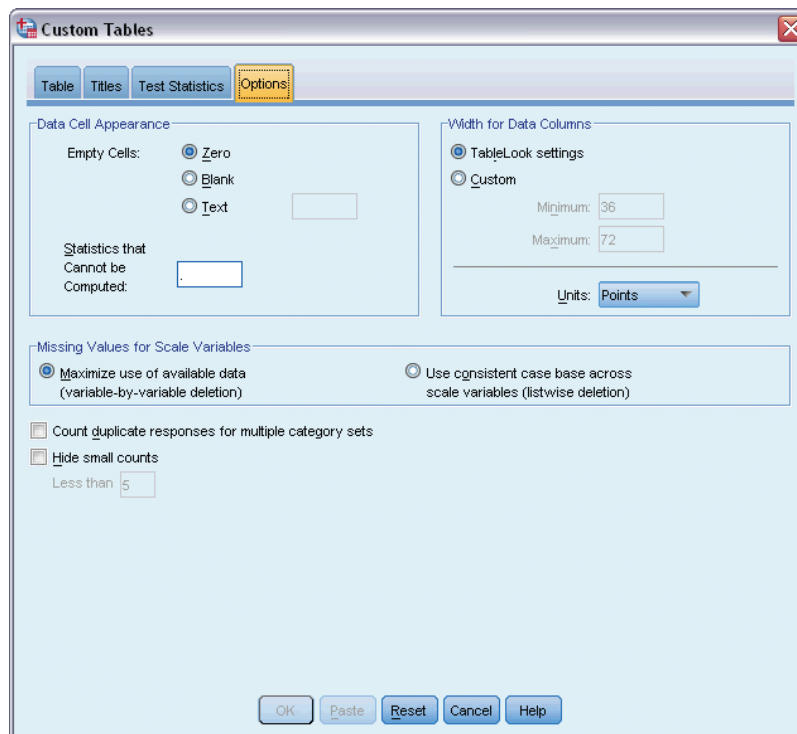 Custom Tables
Table Titles Test Statistics Options
Data Cell Appearance
Empty Cells: Zero
Blank
Text
Statistics that
Cannot be
Computed: .
Width for Data Columns
TableLook settings
Custom
Minimum: 36
Maximum: 72
Units: Points
Missing Values for Scale Variables
Maximize use of available data
(variable-by-variable deletion)
Use consistent case base across
scale variables (listwise deletion)
Count duplicate responses for multiple category sets
Hide small counts
Less than 5
OK Paste Reset Cancel Help